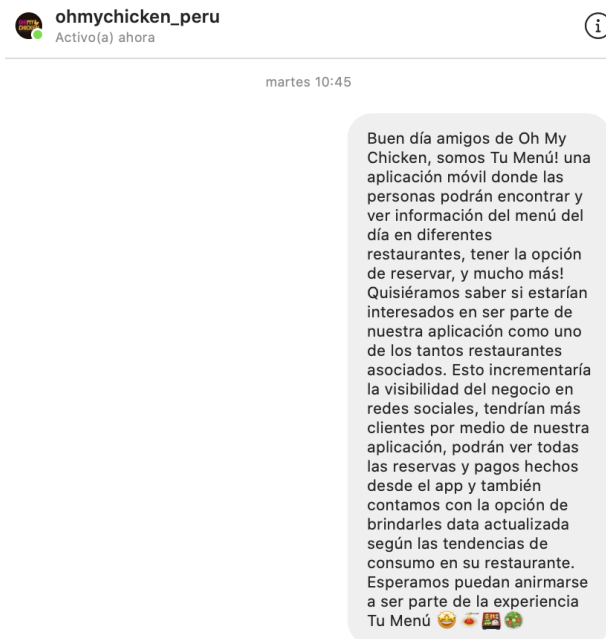 ohmychicken_peru
Activo(a) ahora
martes 10:45
Buen día amigos de Oh My
Chicken, somos Tu Menú! una
aplicación móvil donde las
personas podrán encontrar y
ver información del menú del
día en diferentes
restaurantes, tener la opción
de reservar, y mucho más!
Quisiéramos saber si estarían
interesados en ser parte de
nuestra aplicación como uno
de los tantos restaurantes
asociados. Esto incrementaría
la visibilidad del negocio en
redes sociales, tendrían más
clientes por medio de nuestra
aplicación, podrán ver todas
las reservas y pagos hechos
desde el app y también
contamos con la opción de
brindarles data actualizada
según las tendencias de
consumo en su restaurante.
Esperamos puedan anirmarse
a ser parte de la experiencia
Tu Menú 🤩 🍝 🍱 🥗